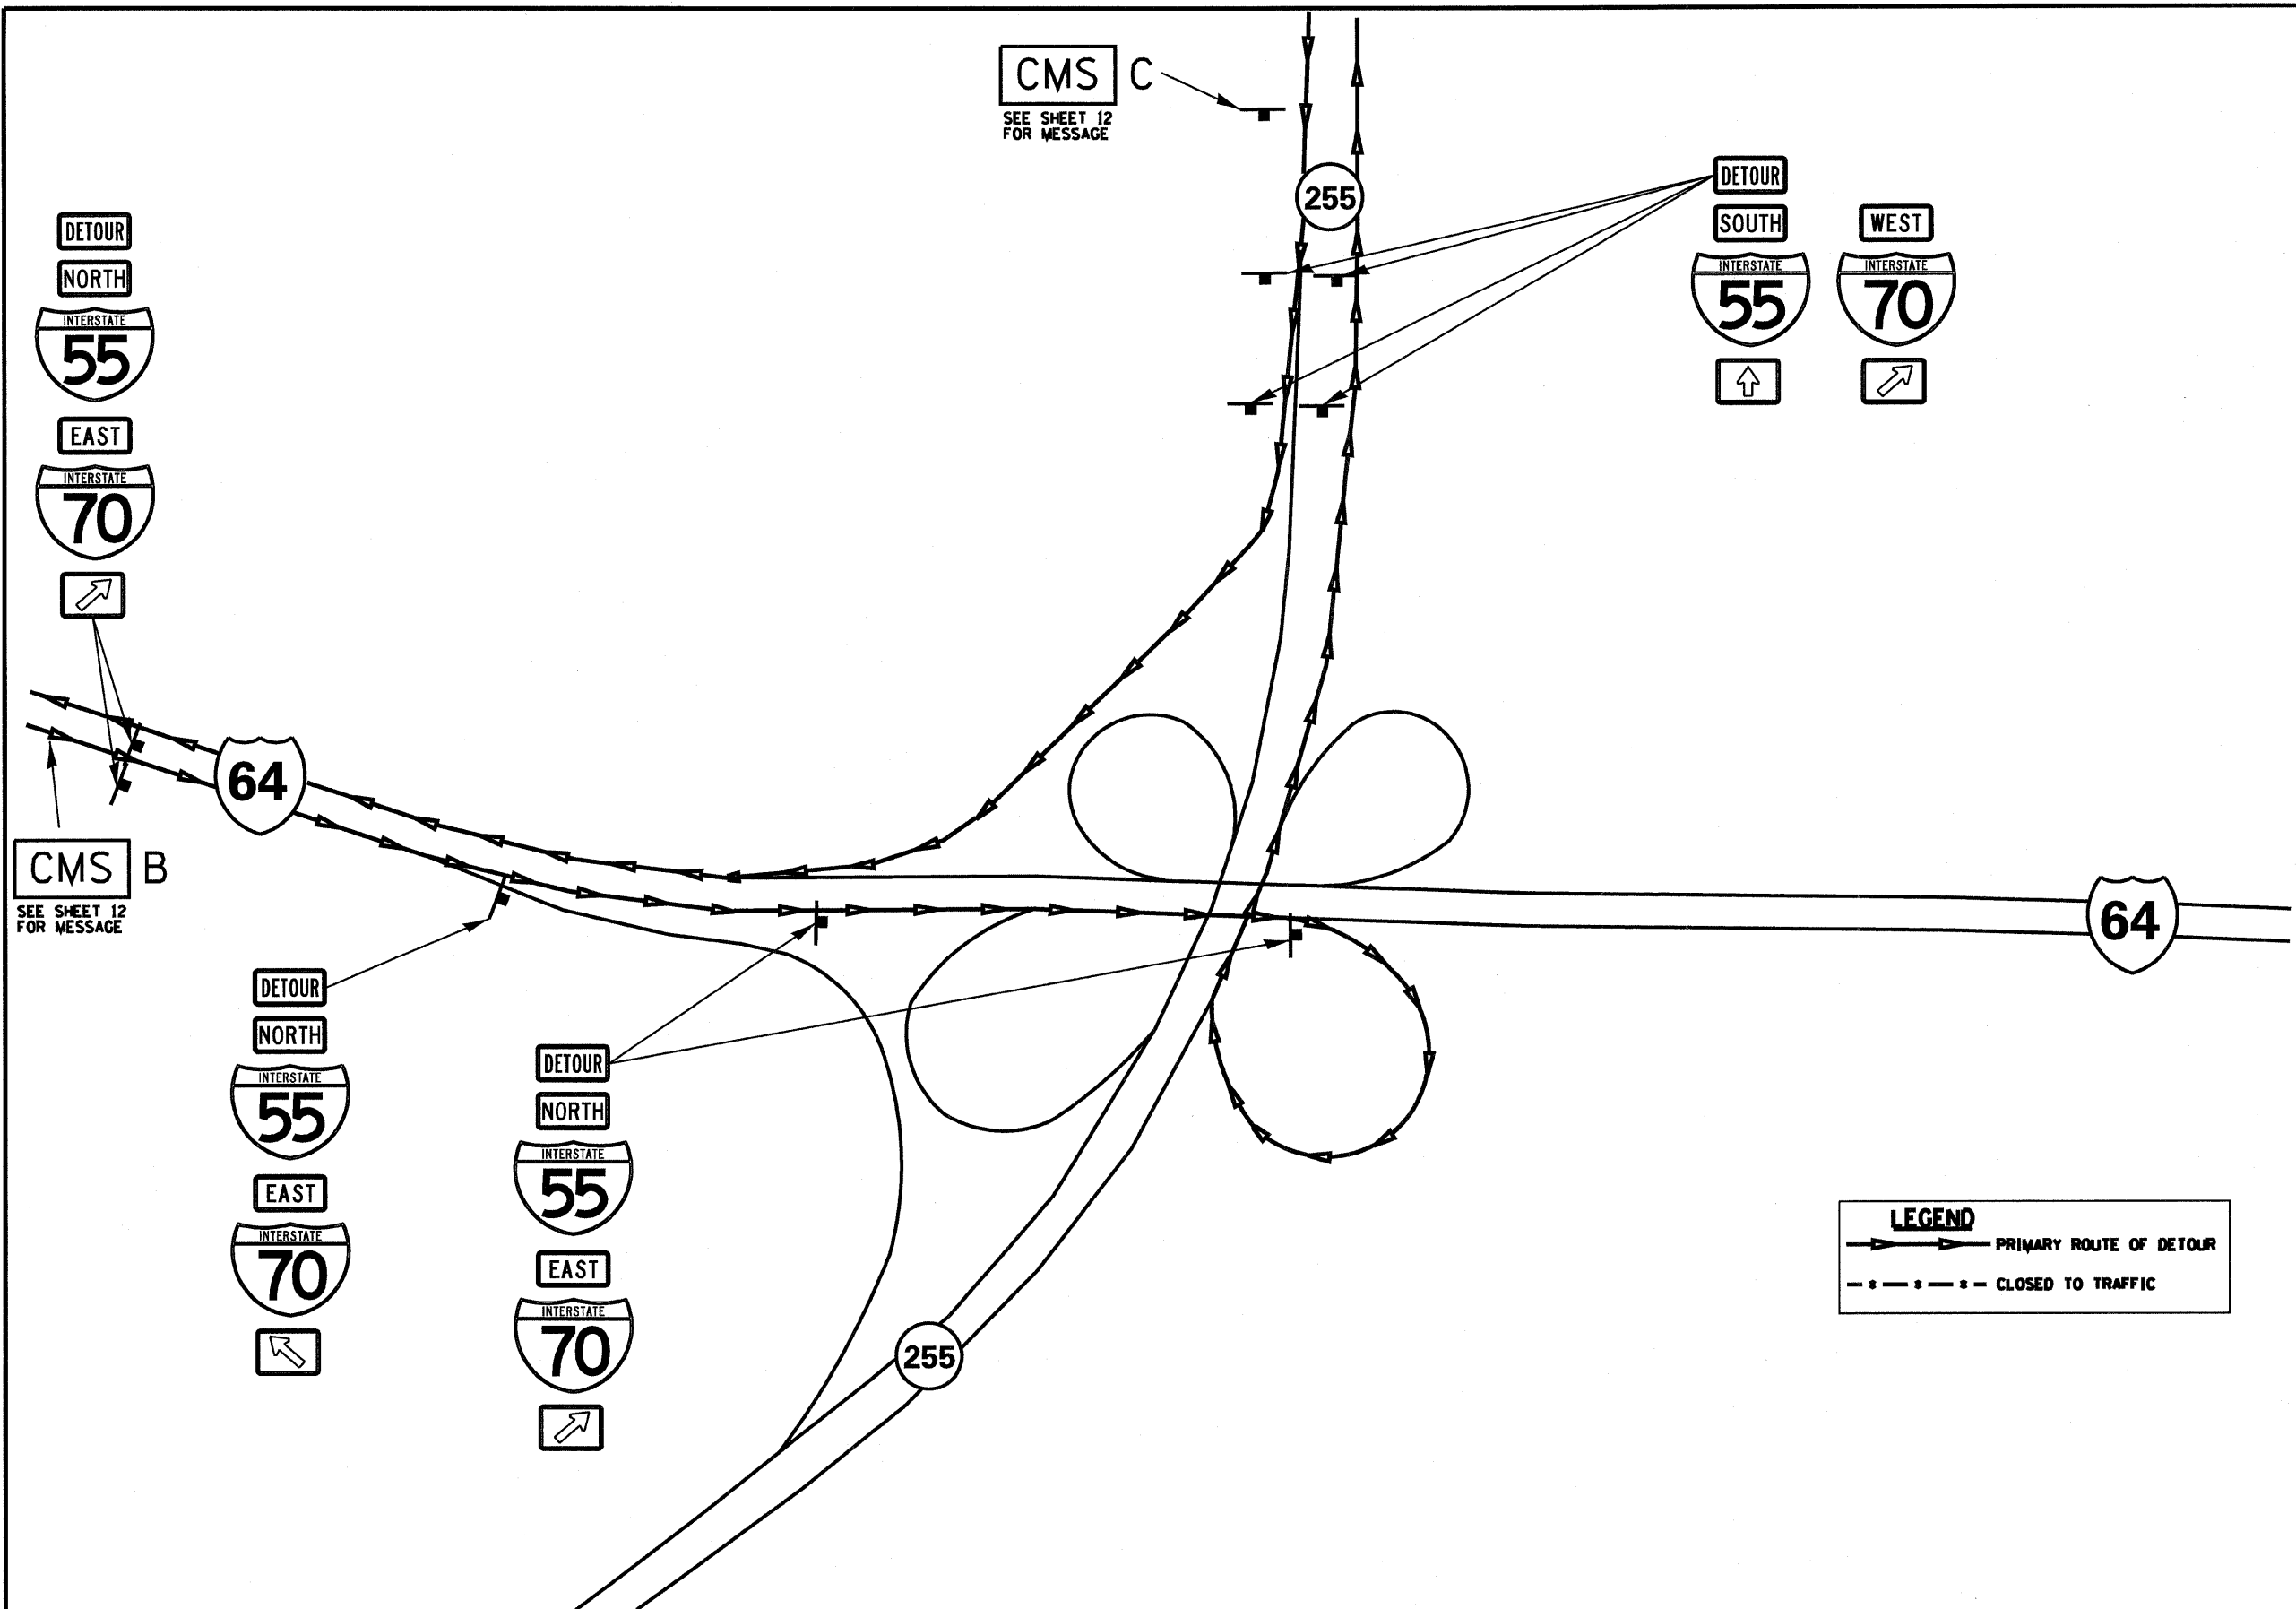 CMS C
SEE SHEET 12
FOR MESSAGE
255
DETOUR
SOUTH
INTERSTATE
55
WEST
INTERSTATE
70
DETOUR
NORTH
INTERSTATE
55
EAST
INTERSTATE
70
64
CMS B
SEE SHEET 12
FOR MESSAGE
64
DETOUR
NORTH
INTERSTATE
55
EAST
INTERSTATE
70
DETOUR
NORTH
INTERSTATE
55
EAST
INTERSTATE
70
255
LEGEND
PRIMARY ROUTE OF DETOUR
CLOSED TO TRAFFIC